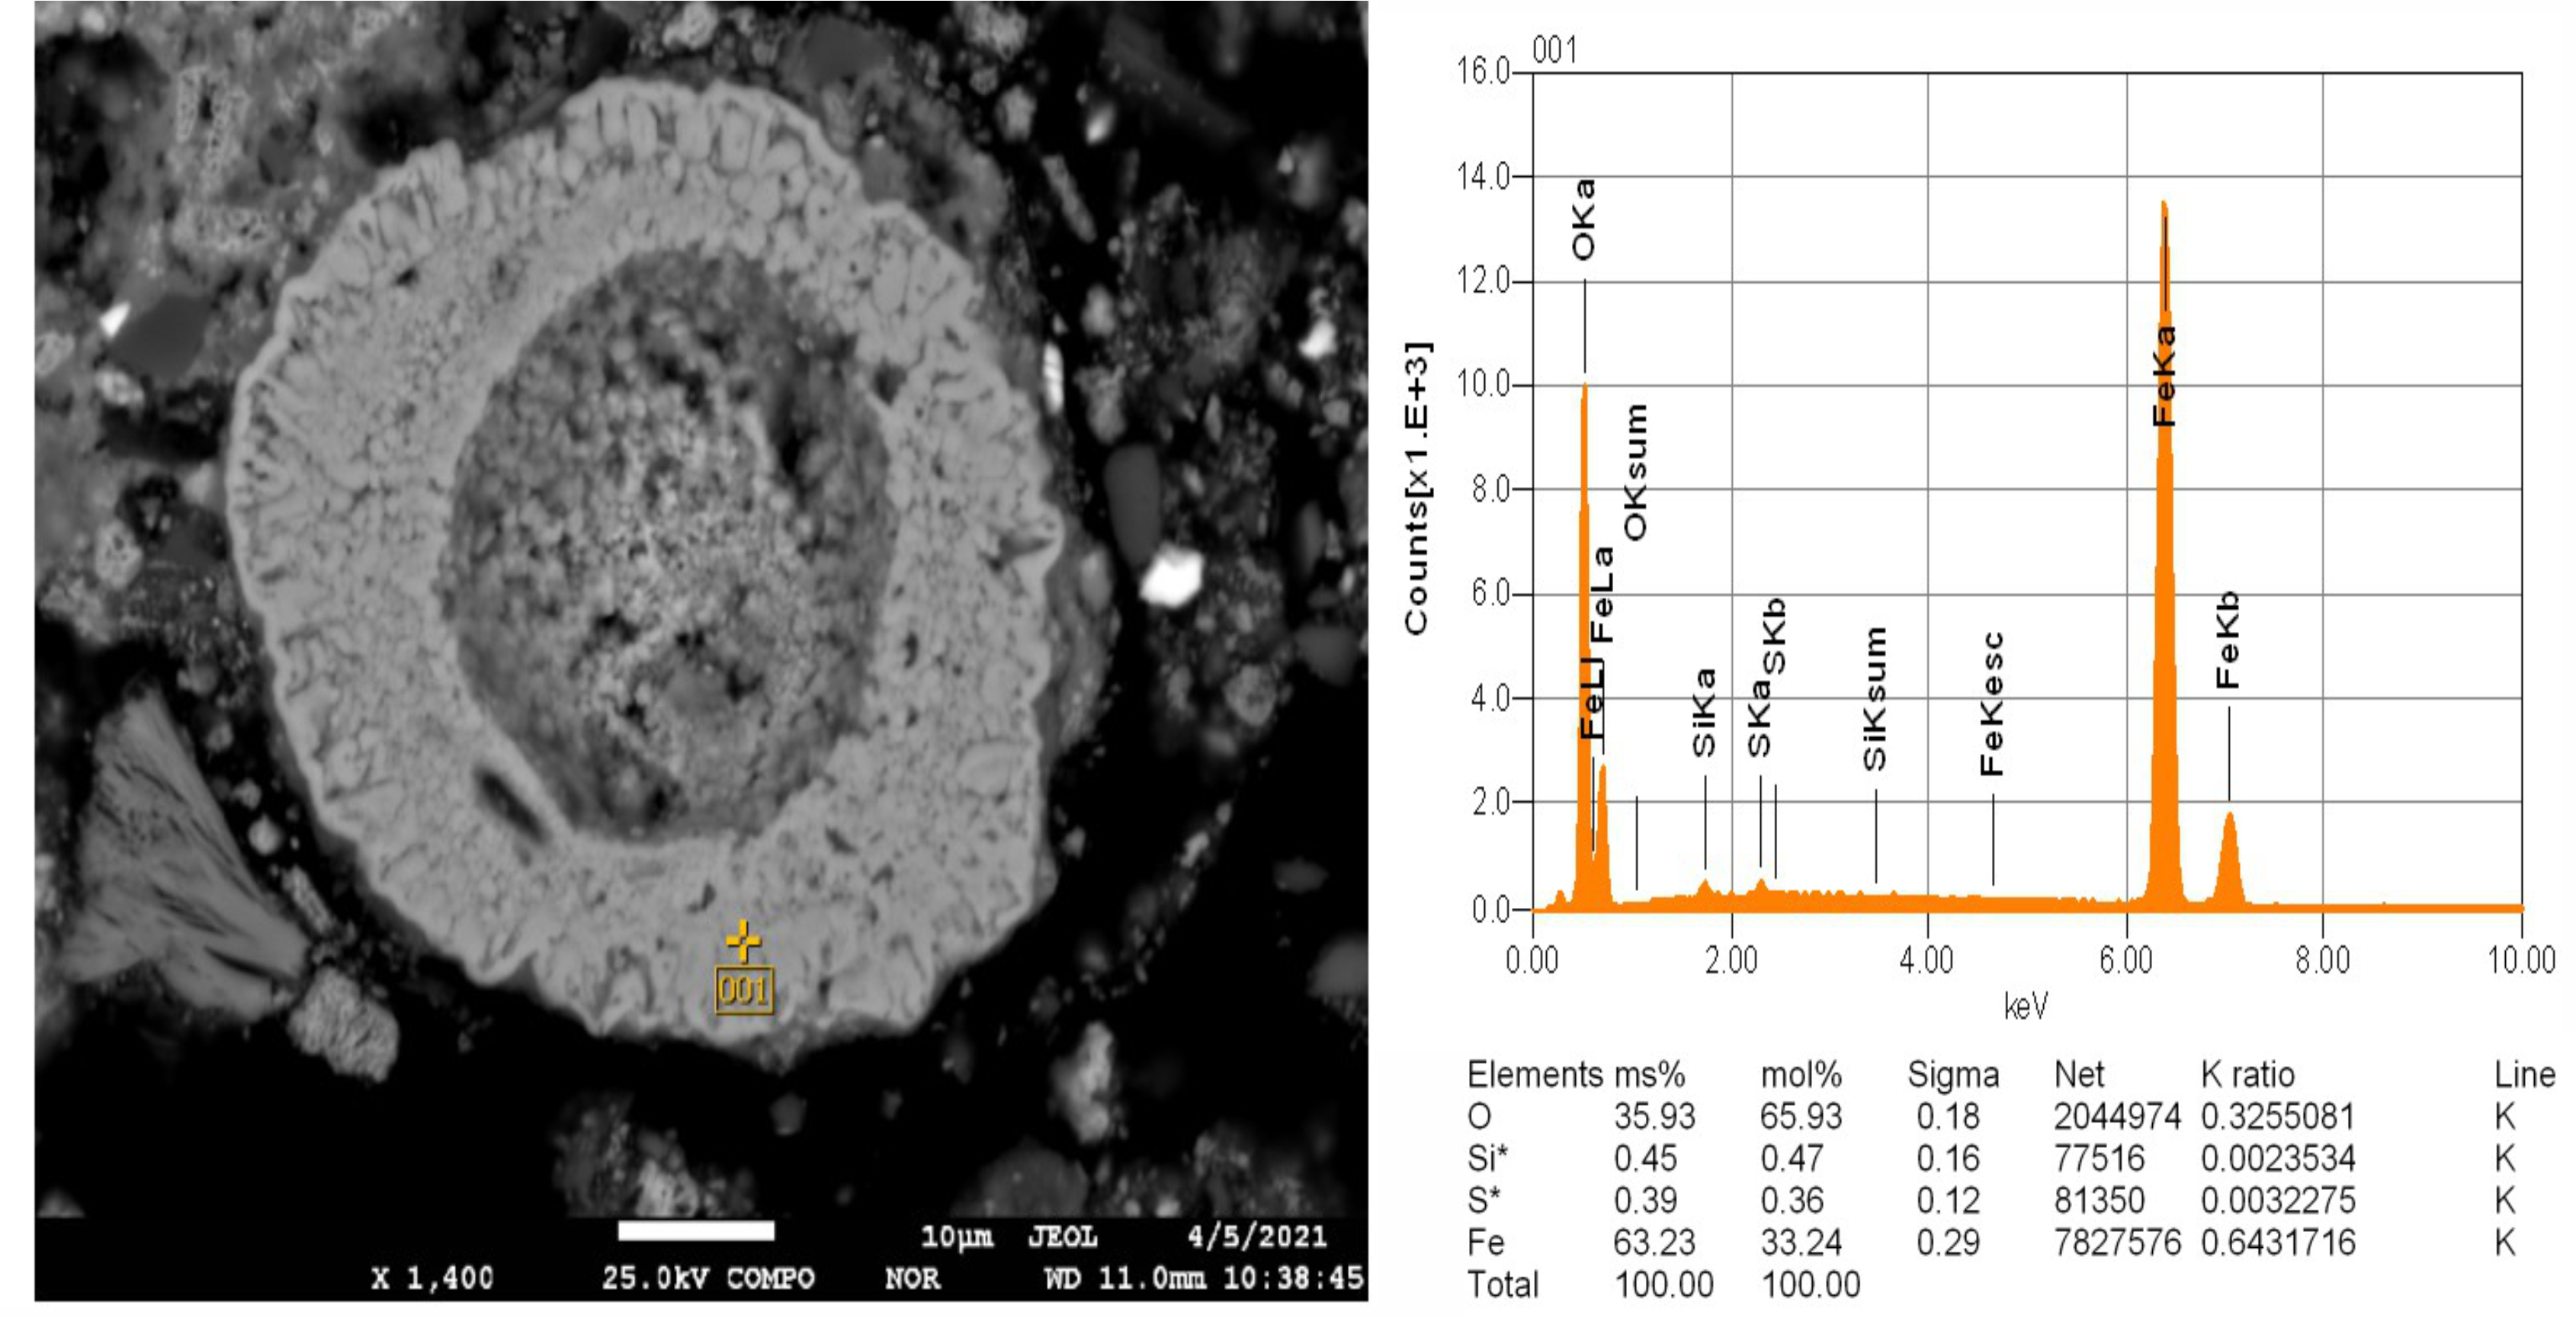 001
10µm JEOL 4/5/2021
X 1,400 25.0kV COMPO NOR WD 11.0mm 10:38:45
001
16.0
14.0
12.0
10.0
8.0
6.0
4.0
2.0
0.0
Counts[x1.E+3]
OKa
OKsum
FeLl
FeLa
SiKa
SKa
SKb
SiKsum
FeKesc
FeKa
FeKb
0.00 2.00 4.00 6.00 8.00 10.00
keV
Elements ms% mol% Sigma Net K ratio Line
O 35.93 65.93 0.18 2044974 0.3255081 K
Si* 0.45 0.47 0.16 77516 0.0023534 K
S* 0.39 0.36 0.12 81350 0.0032275 K
Fe 63.23 33.24 0.29 7827576 0.6431716 K
Total 100.00 100.00